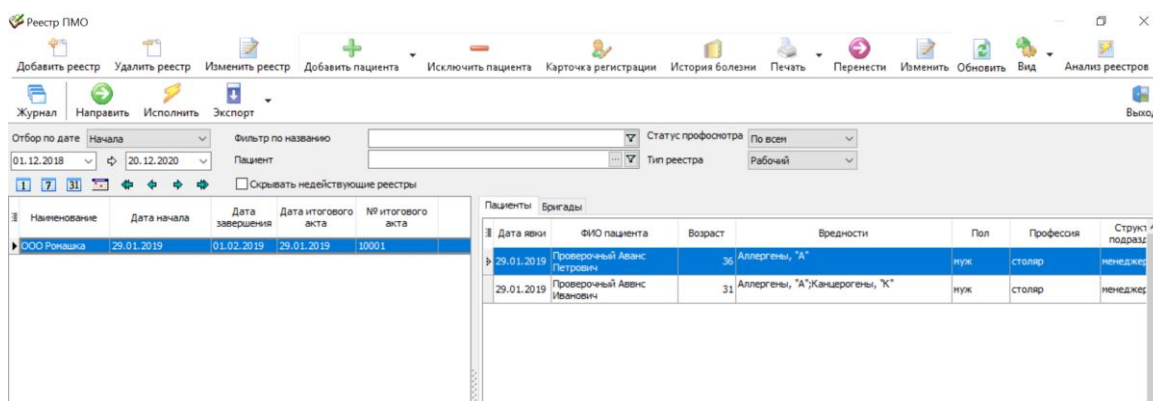 Реестр ПМО
Добавить реестр Удалить реестр Изменить реестр Добавить пациента Исключить пациента Карточка регистрации История болезни Печать Перенести Изменить Обновить Вид Анализ реестров
Журнал Направить Исполнить Экспорт Выход
Отбор по дате Начала Фильтр по названию Статус профосмотра По всем
01.12.2018 20.12.2020 Пациент Тип реестра Рабочий
1 7 31 Скрывать недействующие реестры
Пациенты Бригады
Наименование Дата начала Дата завершения Дата итогового акта № итогового акта
Дата явки ФИО пациента Возраст Вредности Пол Профессия Структ подразд
ООО Ромашка 29.01.2019 01.02.2019 29.01.2019 10001
29.01.2019 Проверочный Аванс Петрович 36 Аллергены, "А" муж столяр менеджер
29.01.2019 Проверочный Аванс Иванович 31 Аллергены, "А";Канцерогены, "К" муж столяр менеджер